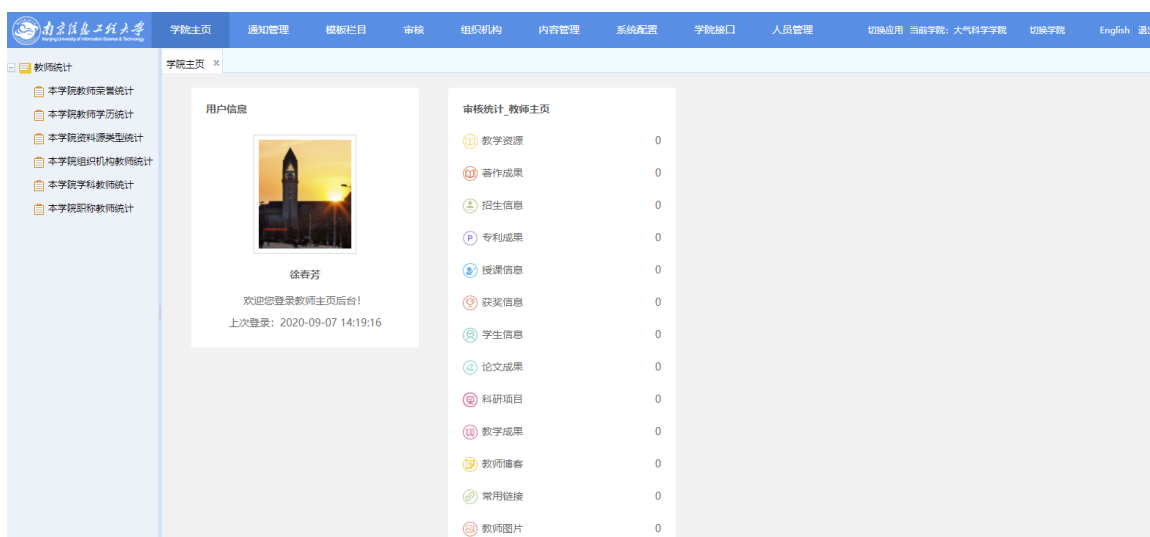 南京信息工程大学
Nanjing University of Information Science & Technology
学院主页 通知管理 模板栏目 审核 组织机构 内容管理 系统配置 学院接口 人员管理 切换应用 当前学院：大气科学学院 切换学院 English
教师统计
本学院教师荣誉统计
本学院教师学历统计
本学院资料源类型统计
本学院组织机构教师统计
本学院学科教师统计
本学院职称教师统计
学院主页 ×
用户信息
徐春芳
欢迎您登录教师主页后台！
上次登录：2020-09-07 14:19:16
审核统计_教师主页
教学资源 0
著作成果 0
招生信息 0
P 专利成果 0
授课信息 0
获奖信息 0
学生信息 0
论文成果 0
科研项目 0
教学成果 0
教师博客 0
常用链接 0
教师图片 0